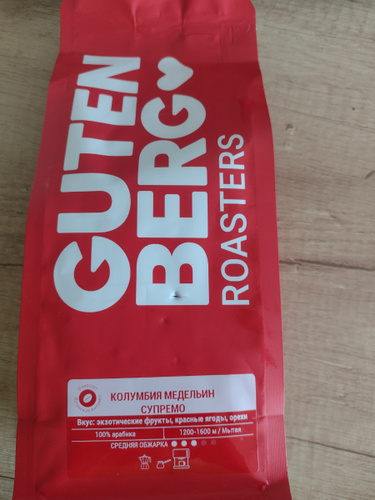 GUTEN
BERG
ROASTERS
КОЛУМБИЯ МЕДЕЛЬИН
СУПРЕМО
Вкус: экзотические фрукты, красные ягоды, орехи
100% арабика 1200-1600 м / Мытая
СРЕДНЯЯ ОБЖАРКА